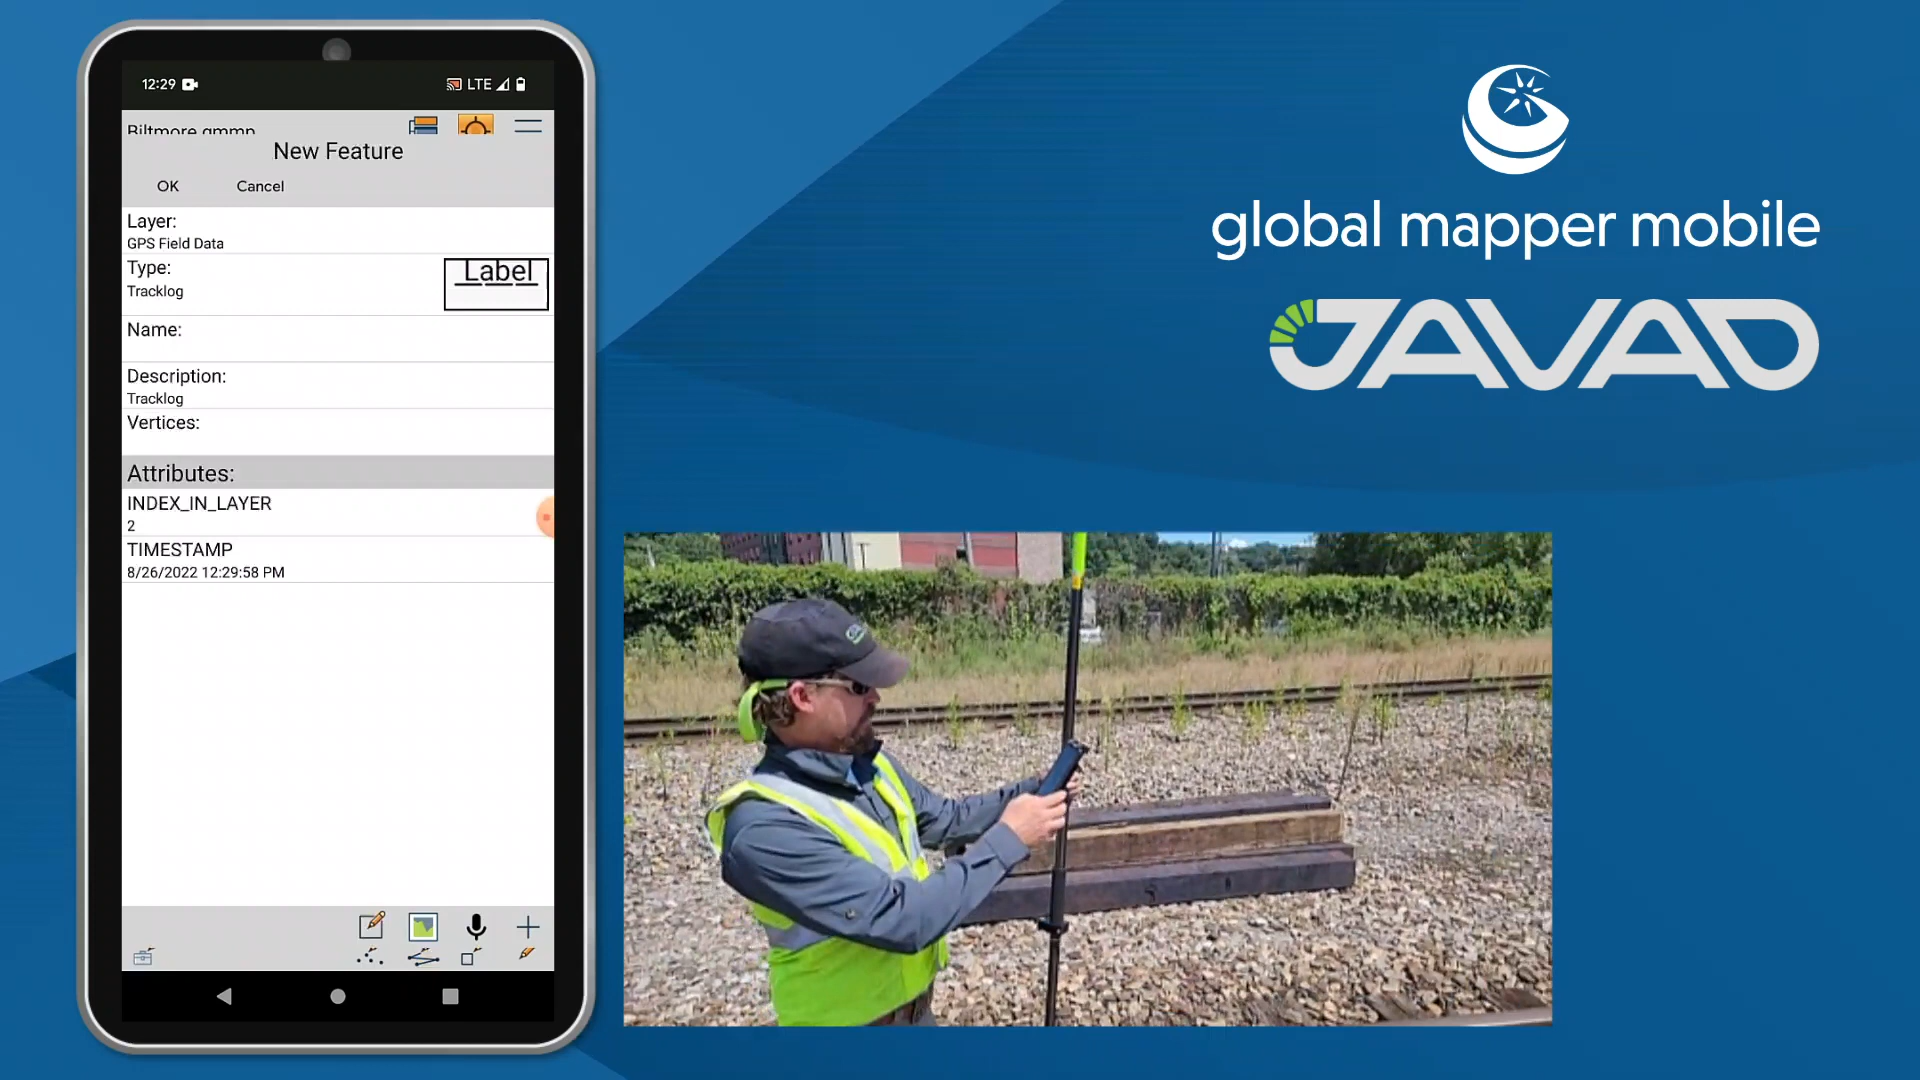 12:29
LTE
Biltmore.gmmp
New Feature
OK Cancel
Layer:
GPS Field Data
Type:
Tracklog
Label
Name:
Description:
Tracklog
Vertices:
Attributes:
INDEX_IN_LAYER
2
TIMESTAMP
8/26/2022 12:29:58 PM
global mapper mobile
JAVAD